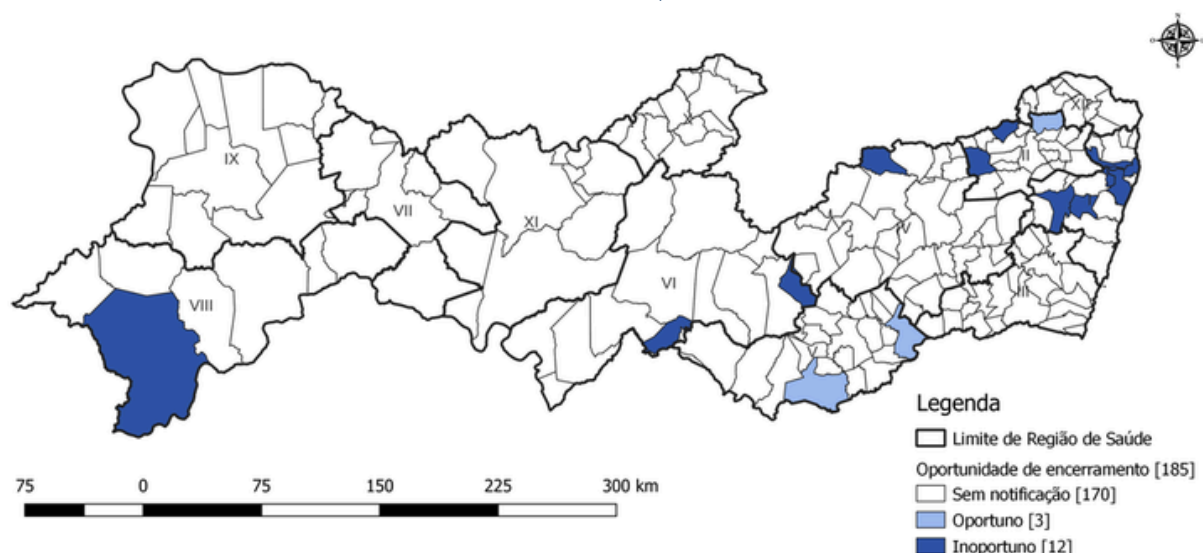 N
S
IX
VII
XI
X
VIII
VI
V
II
III
Legenda
Limite de Região de Saúde
Oportunidade de encerramento [185]
Sem notificação [170]
Oportuno [3]
Inoportuno [12]
75 0 75 150 225 300 km